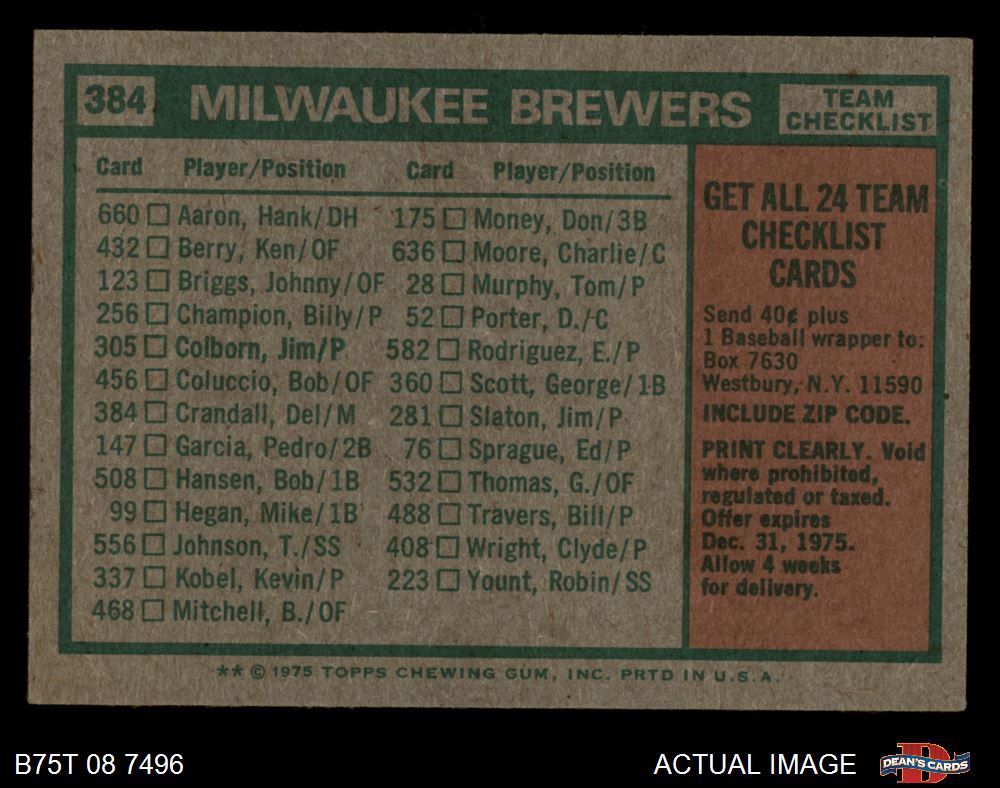 384 MILWAUKEE BREWERS TEAM CHECKLIST
Card Player/Position
660 Aaron, Hank/DH
432 Berry, Ken/OF
123 Briggs, Johnny/OF
256 Champion, Billy/P
305 Colborn, Jim/P
456 Coluccio, Bob/OF
384 Crandall, Del/M
147 Garcia, Pedro/2B
508 Hansen, Bob/1B
99 Hegan, Mike/1B
556 Johnson, T./SS
337 Kobel, Kevin/P
468 Mitchell, B./OF
Card Player/Position
175 Money, Don/3B
636 Moore, Charlie/C
28 Murphy, Tom/P
52 Porter, D./C
582 Rodriguez, E./P
360 Scott, George/1B
281 Slaton, Jim/P
76 Sprague, Ed/P
532 Thomas, G./OF
488 Travers, Bill/P
408 Wright, Clyde/P
223 Yount, Robin/SS
GET ALL 24 TEAM
CHECKLIST
CARDS
Send 40¢ plus
1 Baseball wrapper to:
Box 7630
Westbury, N.Y. 11590
INCLUDE ZIP CODE.
PRINT CLEARLY. Void
where prohibited,
regulated or taxed.
Offer expires
Dec. 31, 1975.
Allow 4 weeks
for delivery.
** © 1975 TOPPS CHEWING GUM, INC. PRTD IN U.S.A.
B75T 08 7496
ACTUAL IMAGE
DEAN'S CARDS